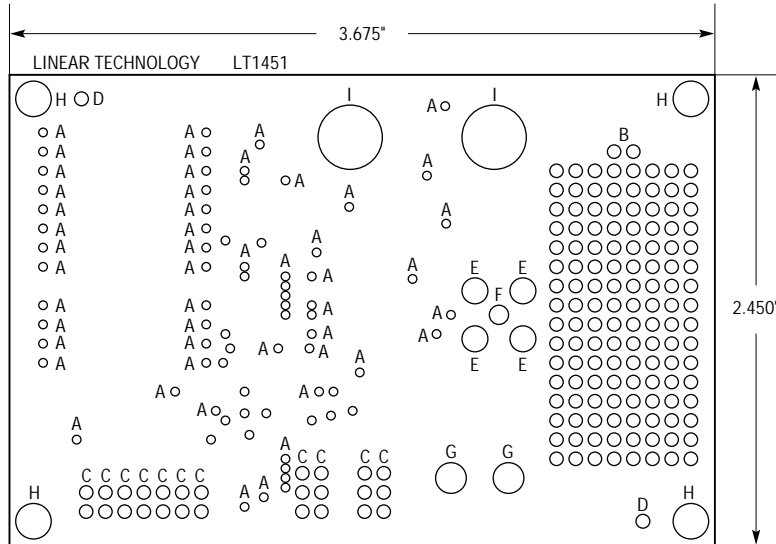 3.675"
LINEAR TECHNOLOGY LT1451
H D I I A H
A A A B
A A A
A A A A
A A A
A A A
A A A
A A A A A E E
F
A A A A
A A A
A A A A A E E
A A A
A A
A A
A
A C C C C G G
C C C C C C C
A A
H D H
2.450"